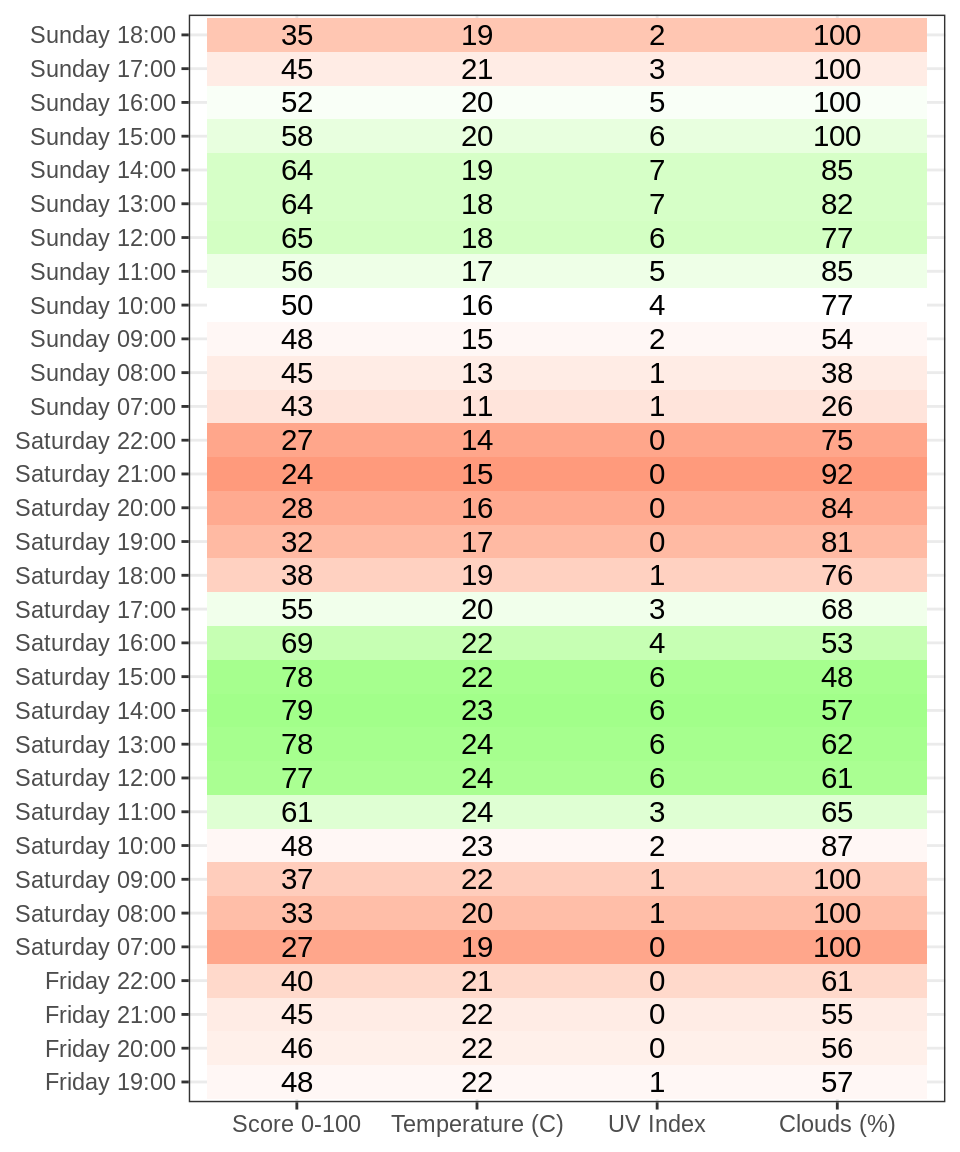 Sunday 18:00 35 19 2 100
Sunday 17:00 45 21 3 100
Sunday 16:00 52 20 5 100
Sunday 15:00 58 20 6 100
Sunday 14:00 64 19 7 85
Sunday 13:00 64 18 7 82
Sunday 12:00 65 18 6 77
Sunday 11:00 56 17 5 85
Sunday 10:00 50 16 4 77
Sunday 09:00 48 15 2 54
Sunday 08:00 45 13 1 38
Sunday 07:00 43 11 1 26
Saturday 22:00 27 14 0 75
Saturday 21:00 24 15 0 92
Saturday 20:00 28 16 0 84
Saturday 19:00 32 17 0 81
Saturday 18:00 38 19 1 76
Saturday 17:00 55 20 3 68
Saturday 16:00 69 22 4 53
Saturday 15:00 78 22 6 48
Saturday 14:00 79 23 6 57
Saturday 13:00 78 24 6 62
Saturday 12:00 77 24 6 61
Saturday 11:00 61 24 3 65
Saturday 10:00 48 23 2 87
Saturday 09:00 37 22 1 100
Saturday 08:00 33 20 1 100
Saturday 07:00 27 19 0 100
Friday 22:00 40 21 0 61
Friday 21:00 45 22 0 55
Friday 20:00 46 22 0 56
Friday 19:00 48 22 1 57
Score 0-100 Temperature (C) UV Index Clouds (%)